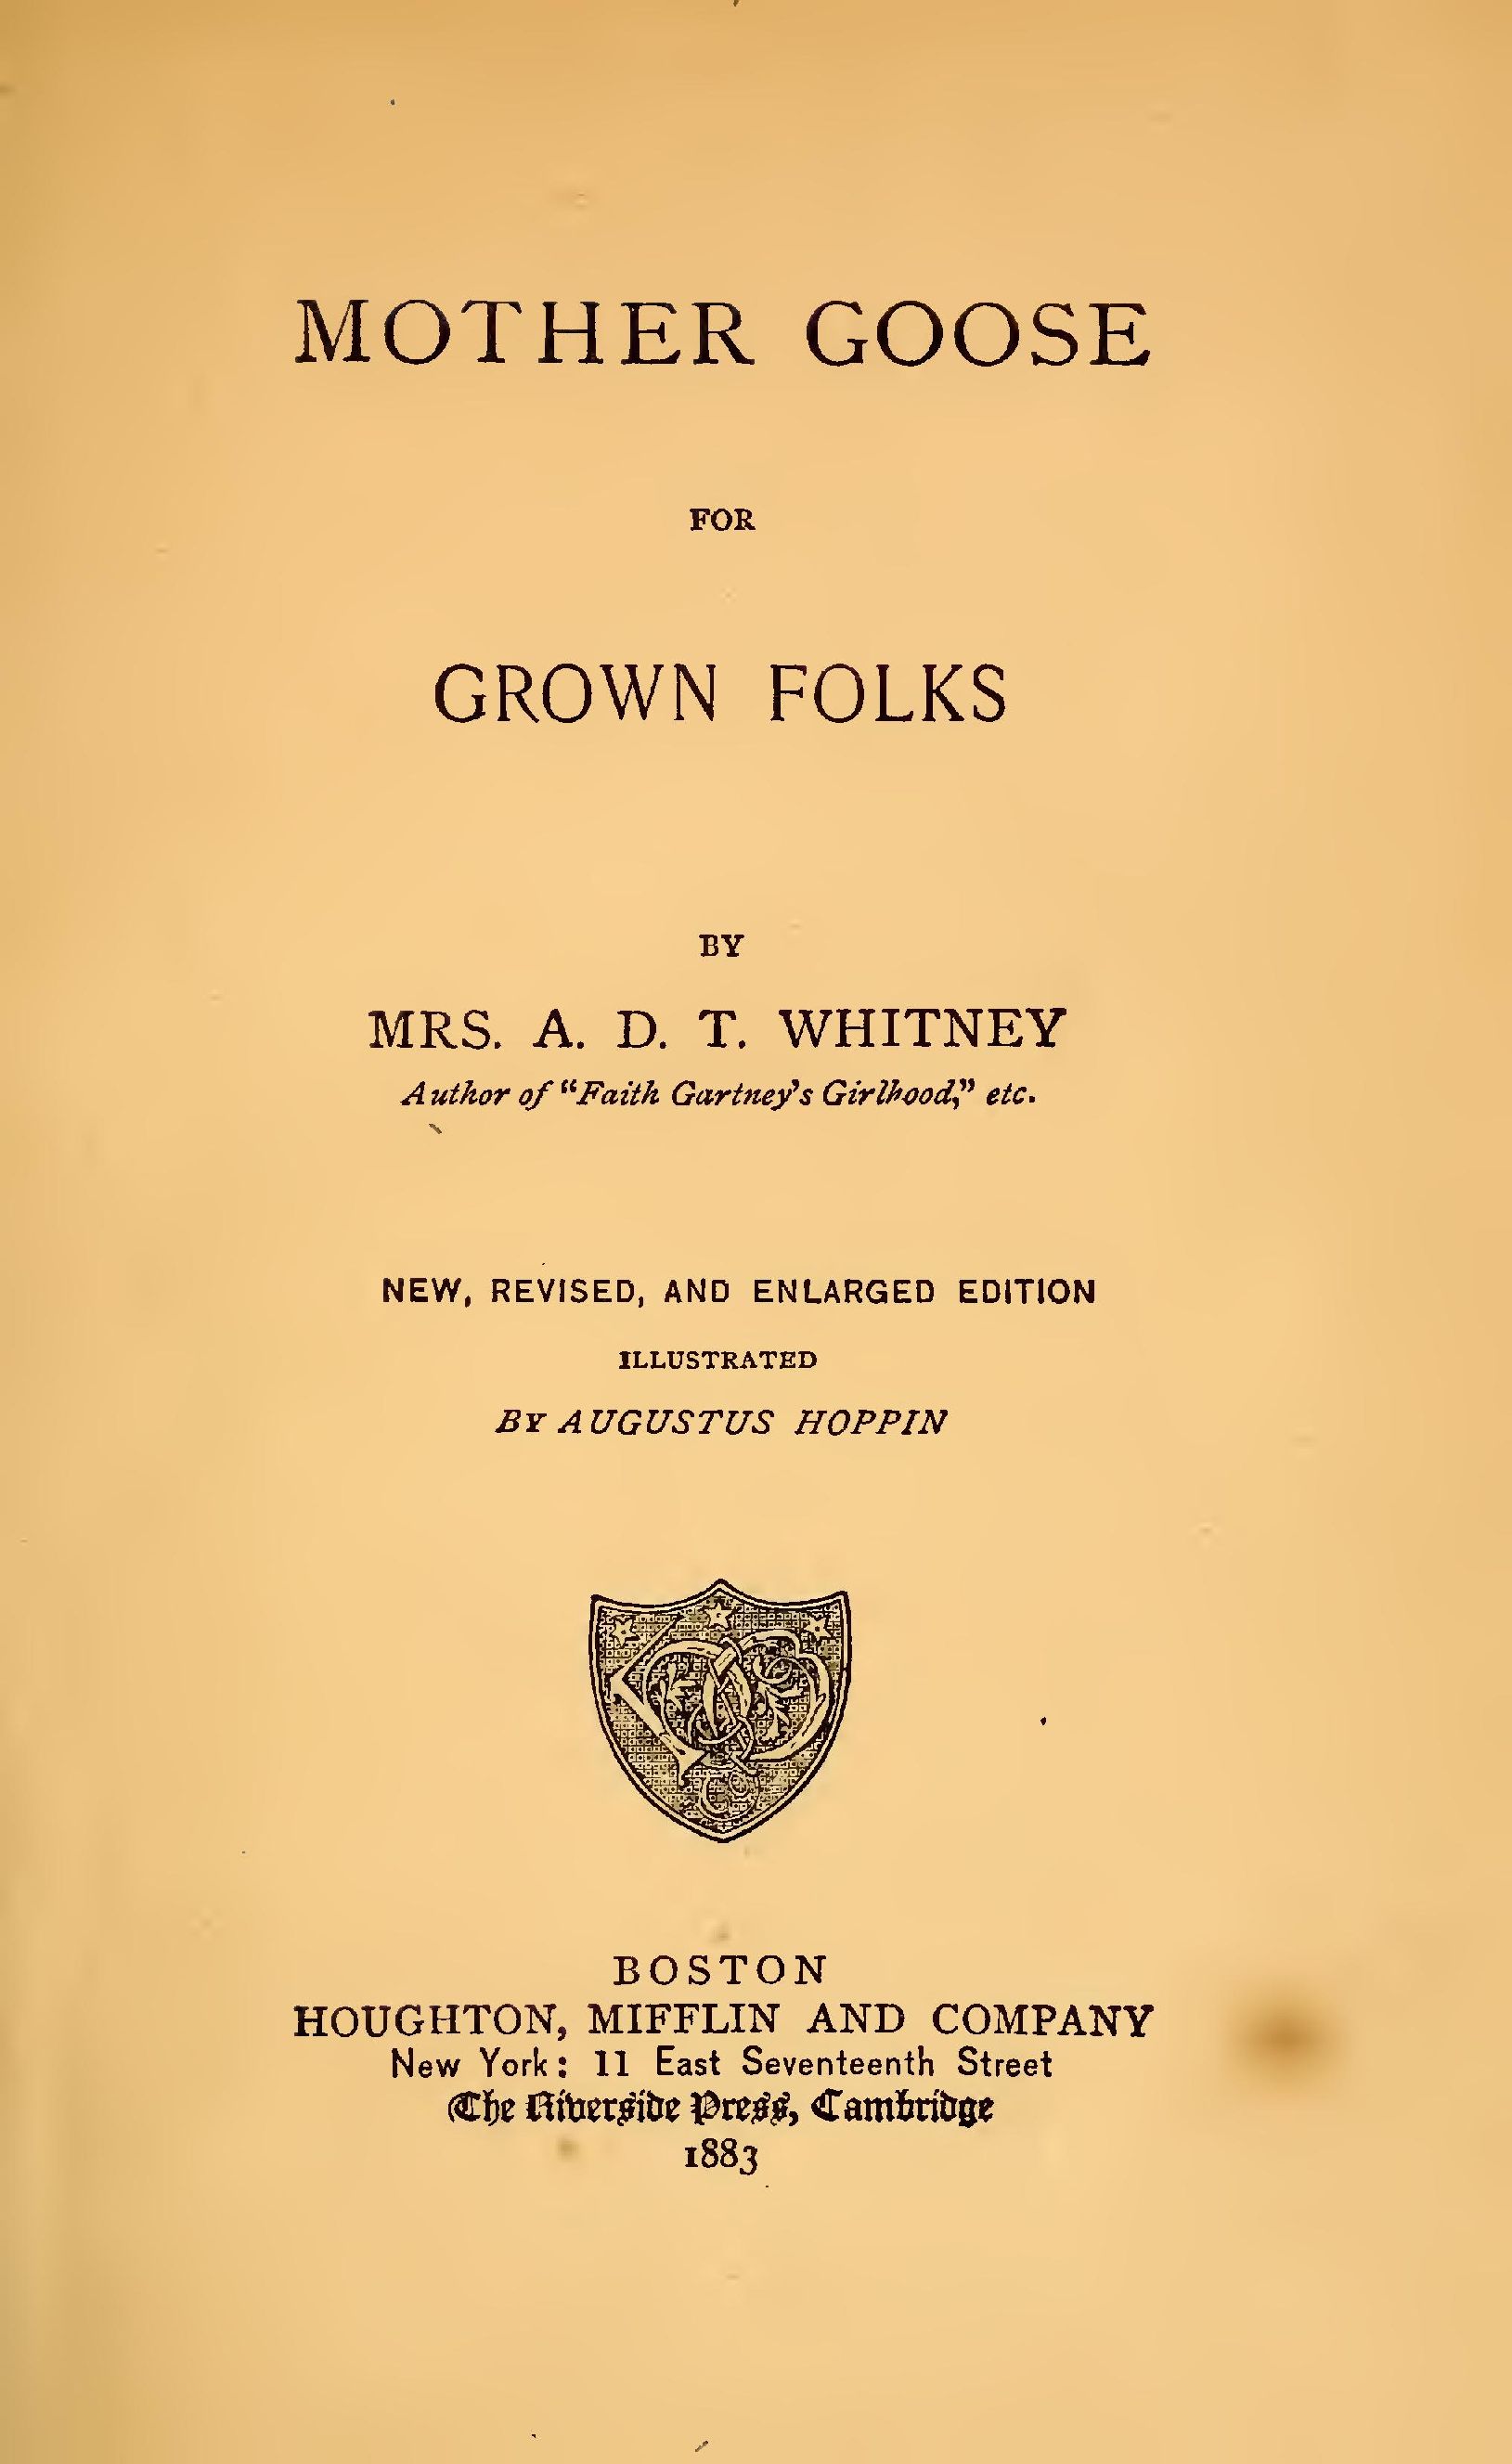 MOTHER GOOSE
FOR
GROWN FOLKS
BY
MRS. A. D. T. WHITNEY
Author of "Faith Gartney's Girlhood," etc.
NEW, REVISED, AND ENLARGED EDITION
ILLUSTRATED
BY AUGUSTUS HOPPIN
BOSTON
HOUGHTON, MIFFLIN AND COMPANY
New York: 11 East Seventeenth Street
The Riverside Press, Cambridge
1883